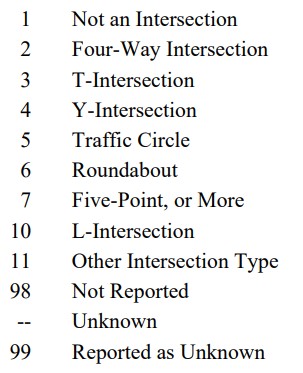 1 Not an Intersection
2 Four-Way Intersection
3 T-Intersection
4 Y-Intersection
5 Traffic Circle
6 Roundabout
7 Five-Point, or More
10 L-Intersection
11 Other Intersection Type
98 Not Reported
-- Unknown
99 Reported as Unknown